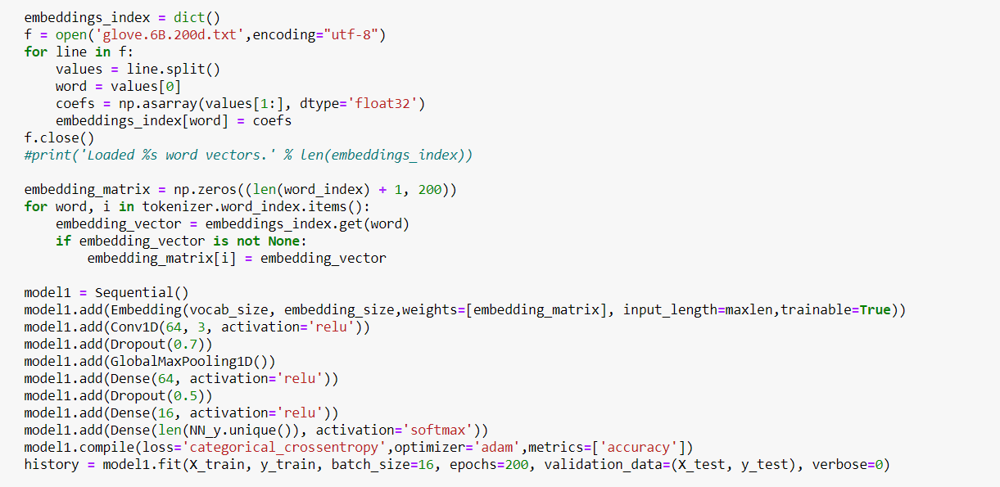 embeddings_index = dict()
f = open('glove.6B.200d.txt',encoding="utf-8")
for line in f:
    values = line.split()
    word = values[0]
    coefs = np.asarray(values[1:], dtype='float32')
    embeddings_index[word] = coefs
f.close()
#print('Loaded %s word vectors.' % len(embeddings_index))

embedding_matrix = np.zeros((len(word_index) + 1, 200))
for word, i in tokenizer.word_index.items():
    embedding_vector = embeddings_index.get(word)
    if embedding_vector is not None:
        embedding_matrix[i] = embedding_vector

model1 = Sequential()
model1.add(Embedding(vocab_size, embedding_size,weights=[embedding_matrix], input_length=maxlen,trainable=True))
model1.add(Conv1D(64, 3, activation='relu'))
model1.add(Dropout(0.7))
model1.add(GlobalMaxPooling1D())
model1.add(Dense(64, activation='relu'))
model1.add(Dropout(0.5))
model1.add(Dense(16, activation='relu'))
model1.add(Dense(len(NN_y.unique()), activation='softmax'))
model1.compile(loss='categorical_crossentropy',optimizer='adam',metrics=['accuracy'])
history = model1.fit(X_train, y_train, batch_size=16, epochs=200, validation_data=(X_test, y_test), verbose=0)